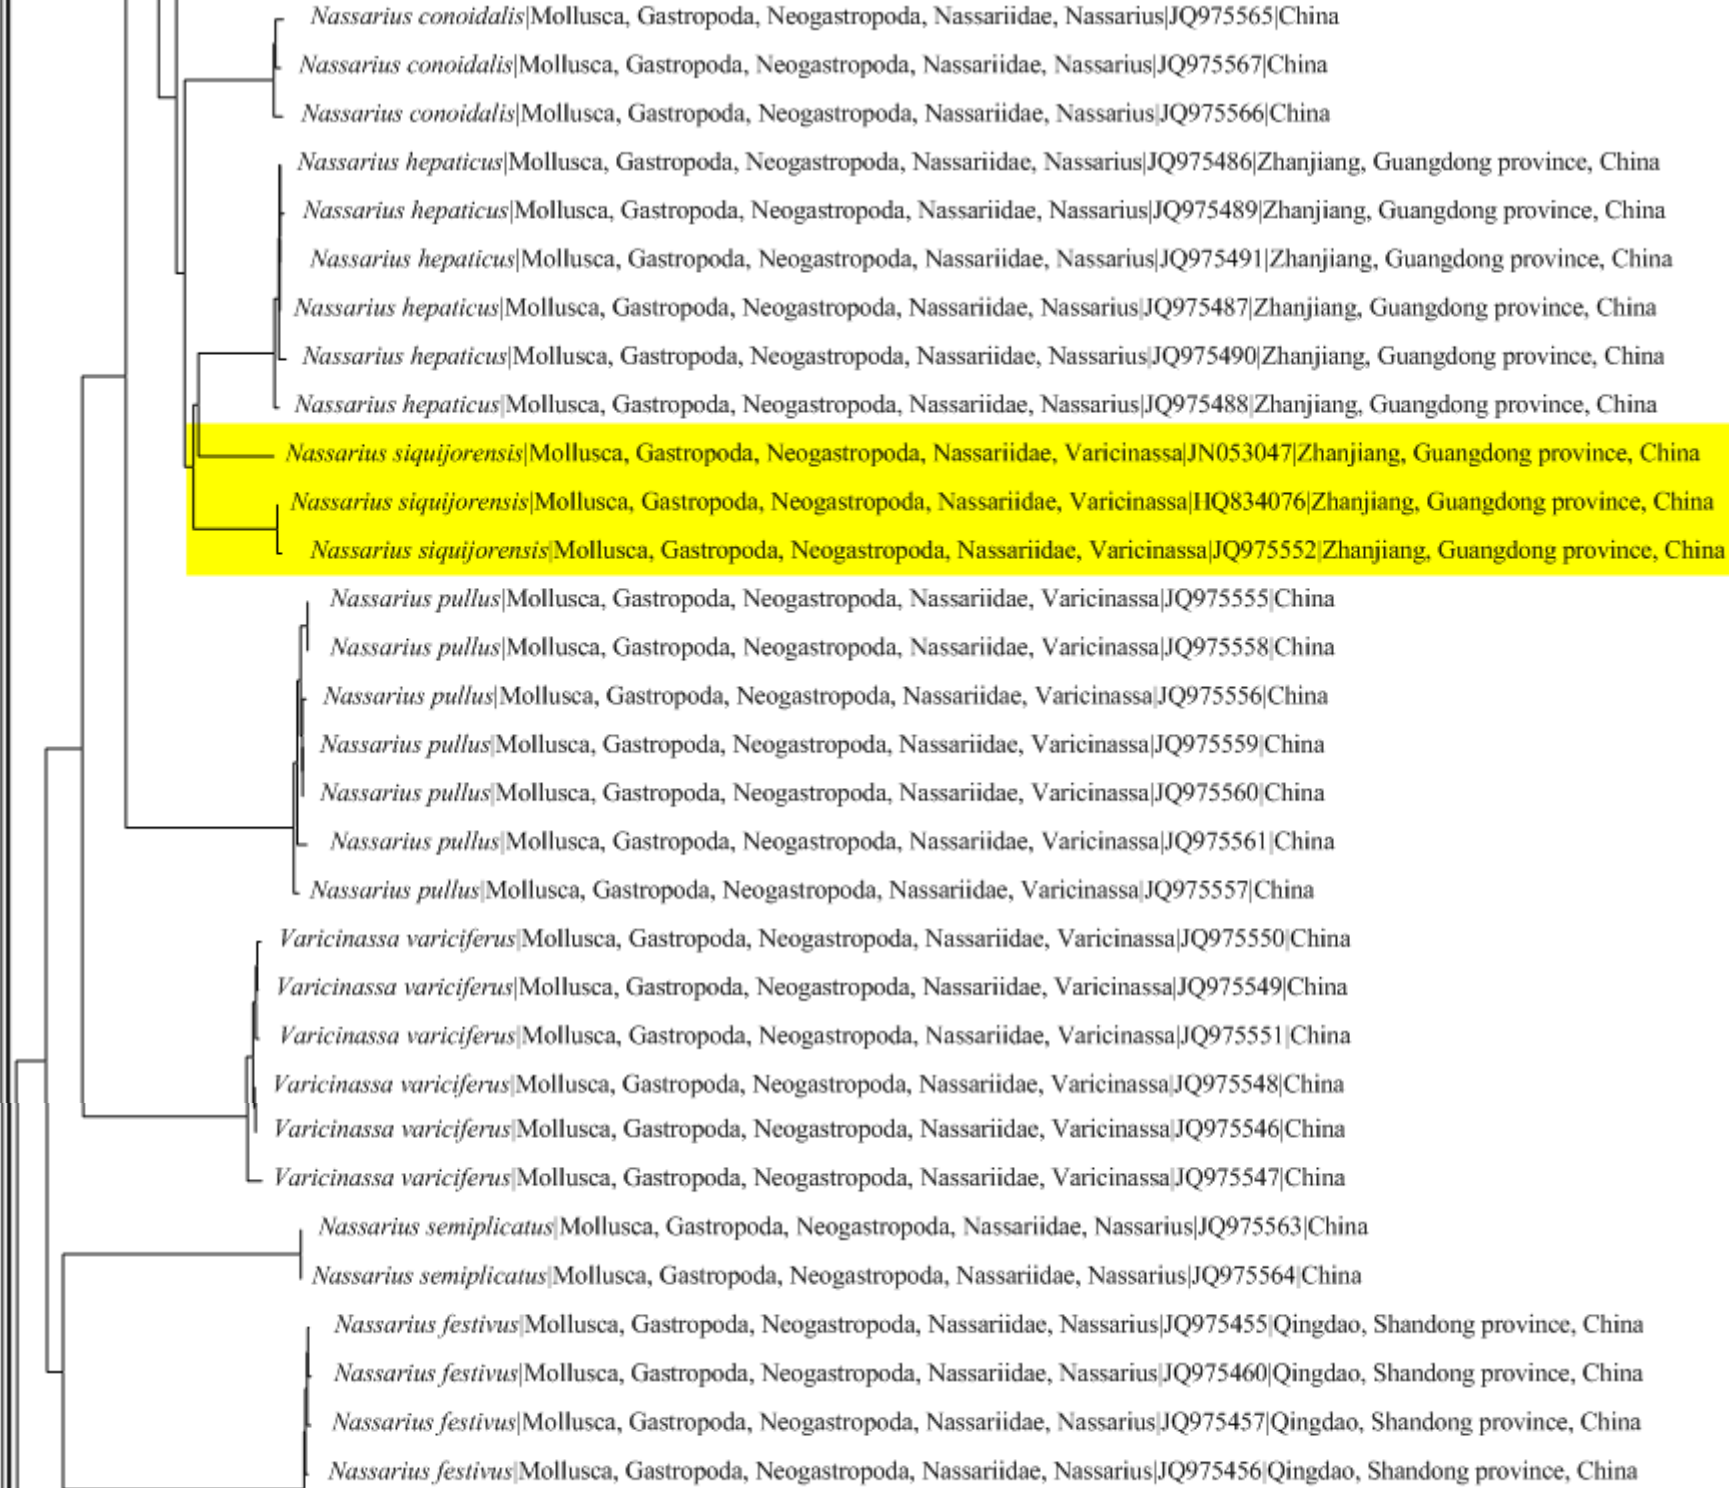 Nassarius conoidalis|Mollusca, Gastropoda, Neogastropoda, Nassariidae, Nassarius|JQ975565|China
Nassarius conoidalis|Mollusca, Gastropoda, Neogastropoda, Nassariidae, Nassarius|JQ975567|China
Nassarius conoidalis|Mollusca, Gastropoda, Neogastropoda, Nassariidae, Nassarius|JQ975566|China
Nassarius hepaticus|Mollusca, Gastropoda, Neogastropoda, Nassariidae, Nassarius|JQ975486|Zhanjiang, Guangdong province, China
Nassarius hepaticus|Mollusca, Gastropoda, Neogastropoda, Nassariidae, Nassarius|JQ975489|Zhanjiang, Guangdong province, China
Nassarius hepaticus|Mollusca, Gastropoda, Neogastropoda, Nassariidae, Nassarius|JQ975491|Zhanjiang, Guangdong province, China
Nassarius hepaticus|Mollusca, Gastropoda, Neogastropoda, Nassariidae, Nassarius|JQ975487|Zhanjiang, Guangdong province, China
Nassarius hepaticus|Mollusca, Gastropoda, Neogastropoda, Nassariidae, Nassarius|JQ975490|Zhanjiang, Guangdong province, China
Nassarius hepaticus|Mollusca, Gastropoda, Neogastropoda, Nassariidae, Nassarius|JQ975488|Zhanjiang, Guangdong province, China
Nassarius siquijorensis|Mollusca, Gastropoda, Neogastropoda, Nassariidae, Varicinassa|JN053047|Zhanjiang, Guangdong province, China
Nassarius siquijorensis|Mollusca, Gastropoda, Neogastropoda, Nassariidae, Varicinassa|HQ834076|Zhanjiang, Guangdong province, China
Nassarius siquijorensis|Mollusca, Gastropoda, Neogastropoda, Nassariidae, Varicinassa|JQ975552|Zhanjiang, Guangdong province, China
Nassarius pullus|Mollusca, Gastropoda, Neogastropoda, Nassariidae, Varicinassa|JQ975555|China
Nassarius pullus|Mollusca, Gastropoda, Neogastropoda, Nassariidae, Varicinassa|JQ975558|China
Nassarius pullus|Mollusca, Gastropoda, Neogastropoda, Nassariidae, Varicinassa|JQ975556|China
Nassarius pullus|Mollusca, Gastropoda, Neogastropoda, Nassariidae, Varicinassa|JQ975559|China
Nassarius pullus|Mollusca, Gastropoda, Neogastropoda, Nassariidae, Varicinassa|JQ975560|China
Nassarius pullus|Mollusca, Gastropoda, Neogastropoda, Nassariidae, Varicinassa|JQ975561|China
Nassarius pullus|Mollusca, Gastropoda, Neogastropoda, Nassariidae, Varicinassa|JQ975557|China
Varicinassa variciferus|Mollusca, Gastropoda, Neogastropoda, Nassariidae, Varicinassa|JQ975550|China
Varicinassa variciferus|Mollusca, Gastropoda, Neogastropoda, Nassariidae, Varicinassa|JQ975549|China
Varicinassa variciferus|Mollusca, Gastropoda, Neogastropoda, Nassariidae, Varicinassa|JQ975551|China
Varicinassa variciferus|Mollusca, Gastropoda, Neogastropoda, Nassariidae, Varicinassa|JQ975548|China
Varicinassa variciferus|Mollusca, Gastropoda, Neogastropoda, Nassariidae, Varicinassa|JQ975546|China
Varicinassa variciferus|Mollusca, Gastropoda, Neogastropoda, Nassariidae, Varicinassa|JQ975547|China
Nassarius semiplicatus|Mollusca, Gastropoda, Neogastropoda, Nassariidae, Nassarius|JQ975563|China
Nassarius semiplicatus|Mollusca, Gastropoda, Neogastropoda, Nassariidae, Nassarius|JQ975564|China
Nassarius festivus|Mollusca, Gastropoda, Neogastropoda, Nassariidae, Nassarius|JQ975455|Qingdao, Shandong province, China
Nassarius festivus|Mollusca, Gastropoda, Neogastropoda, Nassariidae, Nassarius|JQ975460|Qingdao, Shandong province, China
Nassarius festivus|Mollusca, Gastropoda, Neogastropoda, Nassariidae, Nassarius|JQ975457|Qingdao, Shandong province, China
Nassarius festivus|Mollusca, Gastropoda, Neogastropoda, Nassariidae, Nassarius|JQ975456|Qingdao, Shandong province, China